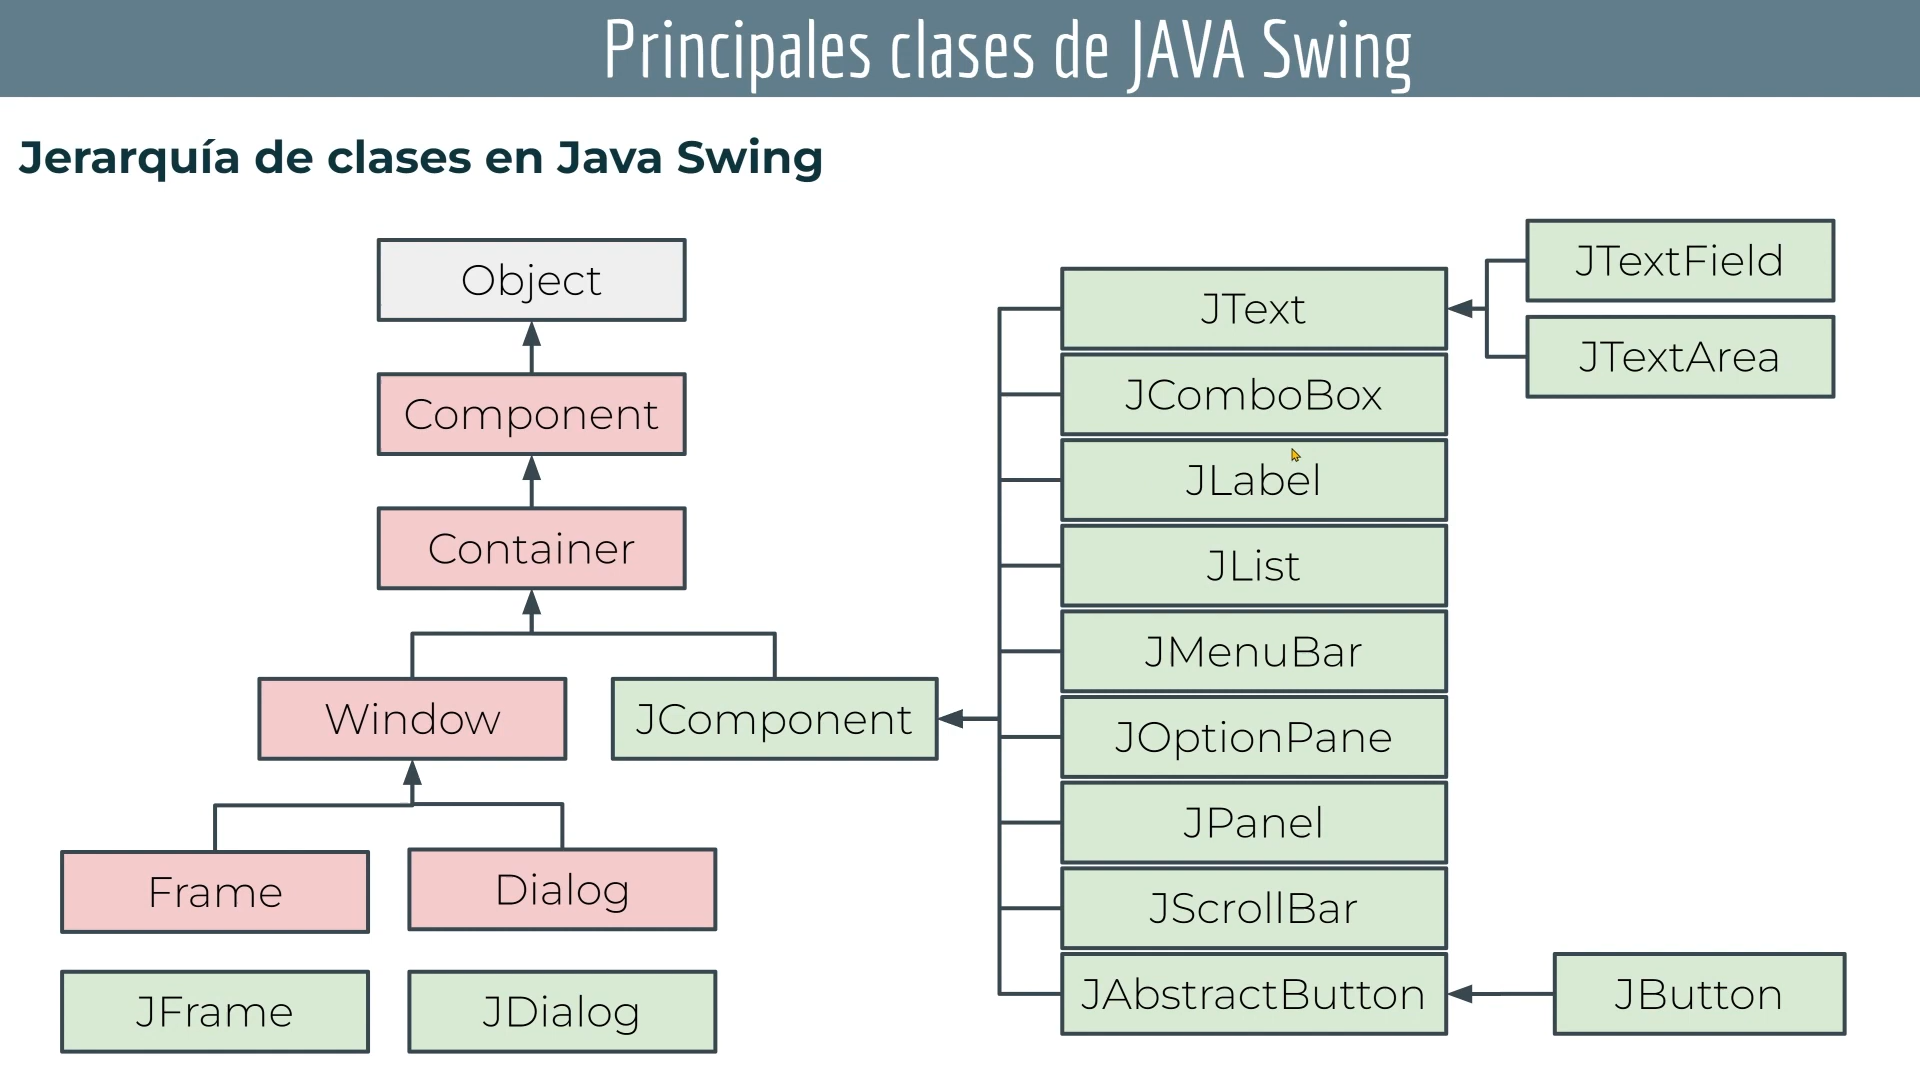 Principales clases de JAVA Swing
Jerarquía de clases en Java Swing
Object
Component
Container
Window
JComponent
Frame
Dialog
JFrame
JDialog
JText
JComboBox
JLabel
JList
JMenuBar
JOptionPane
JPanel
JScrollBar
JAbstractButton
JTextField
JTextArea
JButton